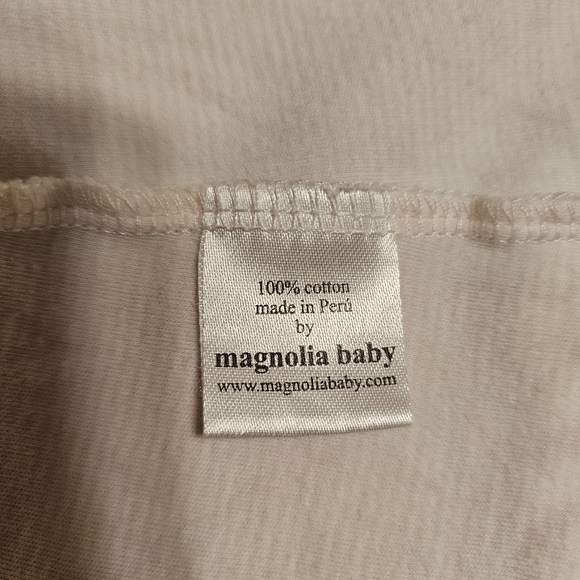 100% cotton
made in Perú
by
magnolia baby
www.magnoliababy.com